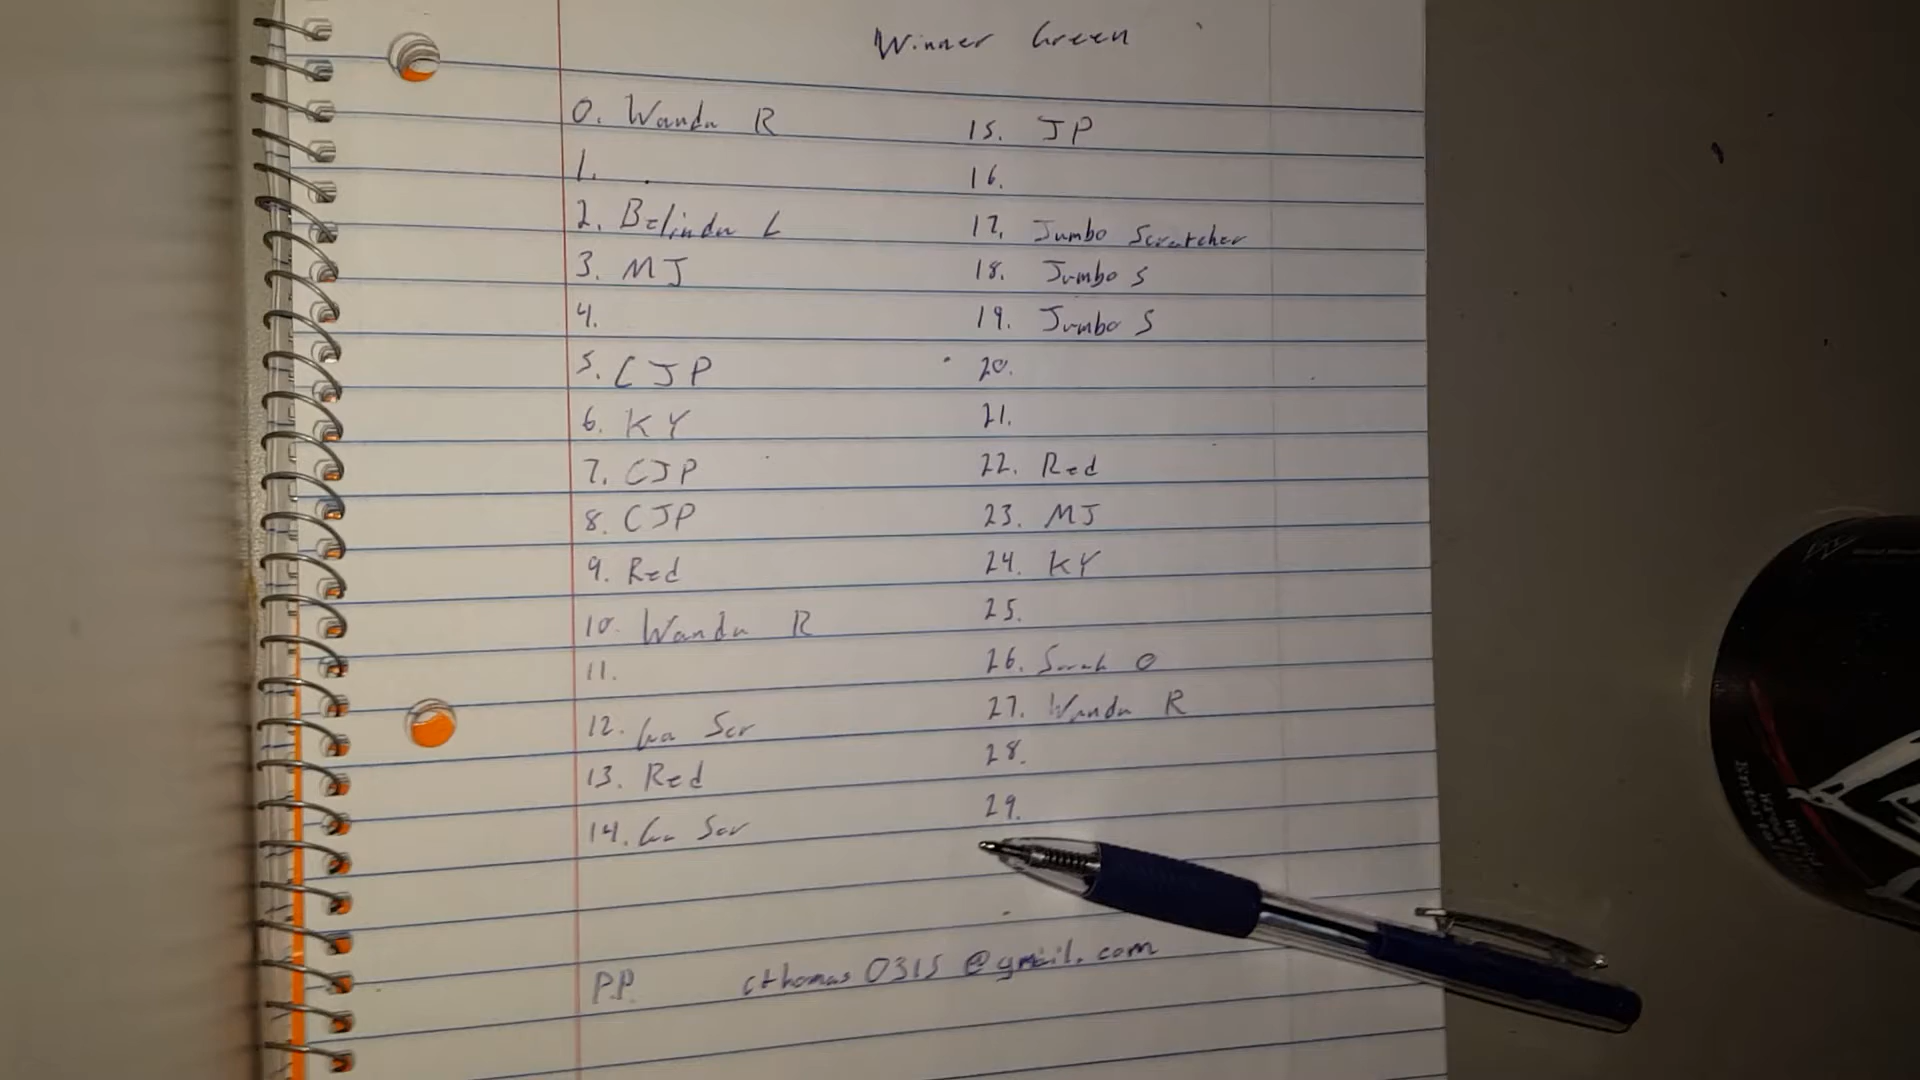 Winner Green
0. Wanda R
1.
2. Belinda L
3. MJ
4.
5. CJP
6. KY
7. CJP
8. CJP
9. Red
10. Wanda R
11.
12. Ga Scr
13. Red
14. Ga Scr
15. JP
16.
17. Jumbo Scratcher
18. Jumbo S
19. Jumbo S
20.
21.
22. Red
23. MJ
24. KY
25.
26. Sarah O
27. Wanda R
28.
29.
P.P. cthomas0315@gmail.com